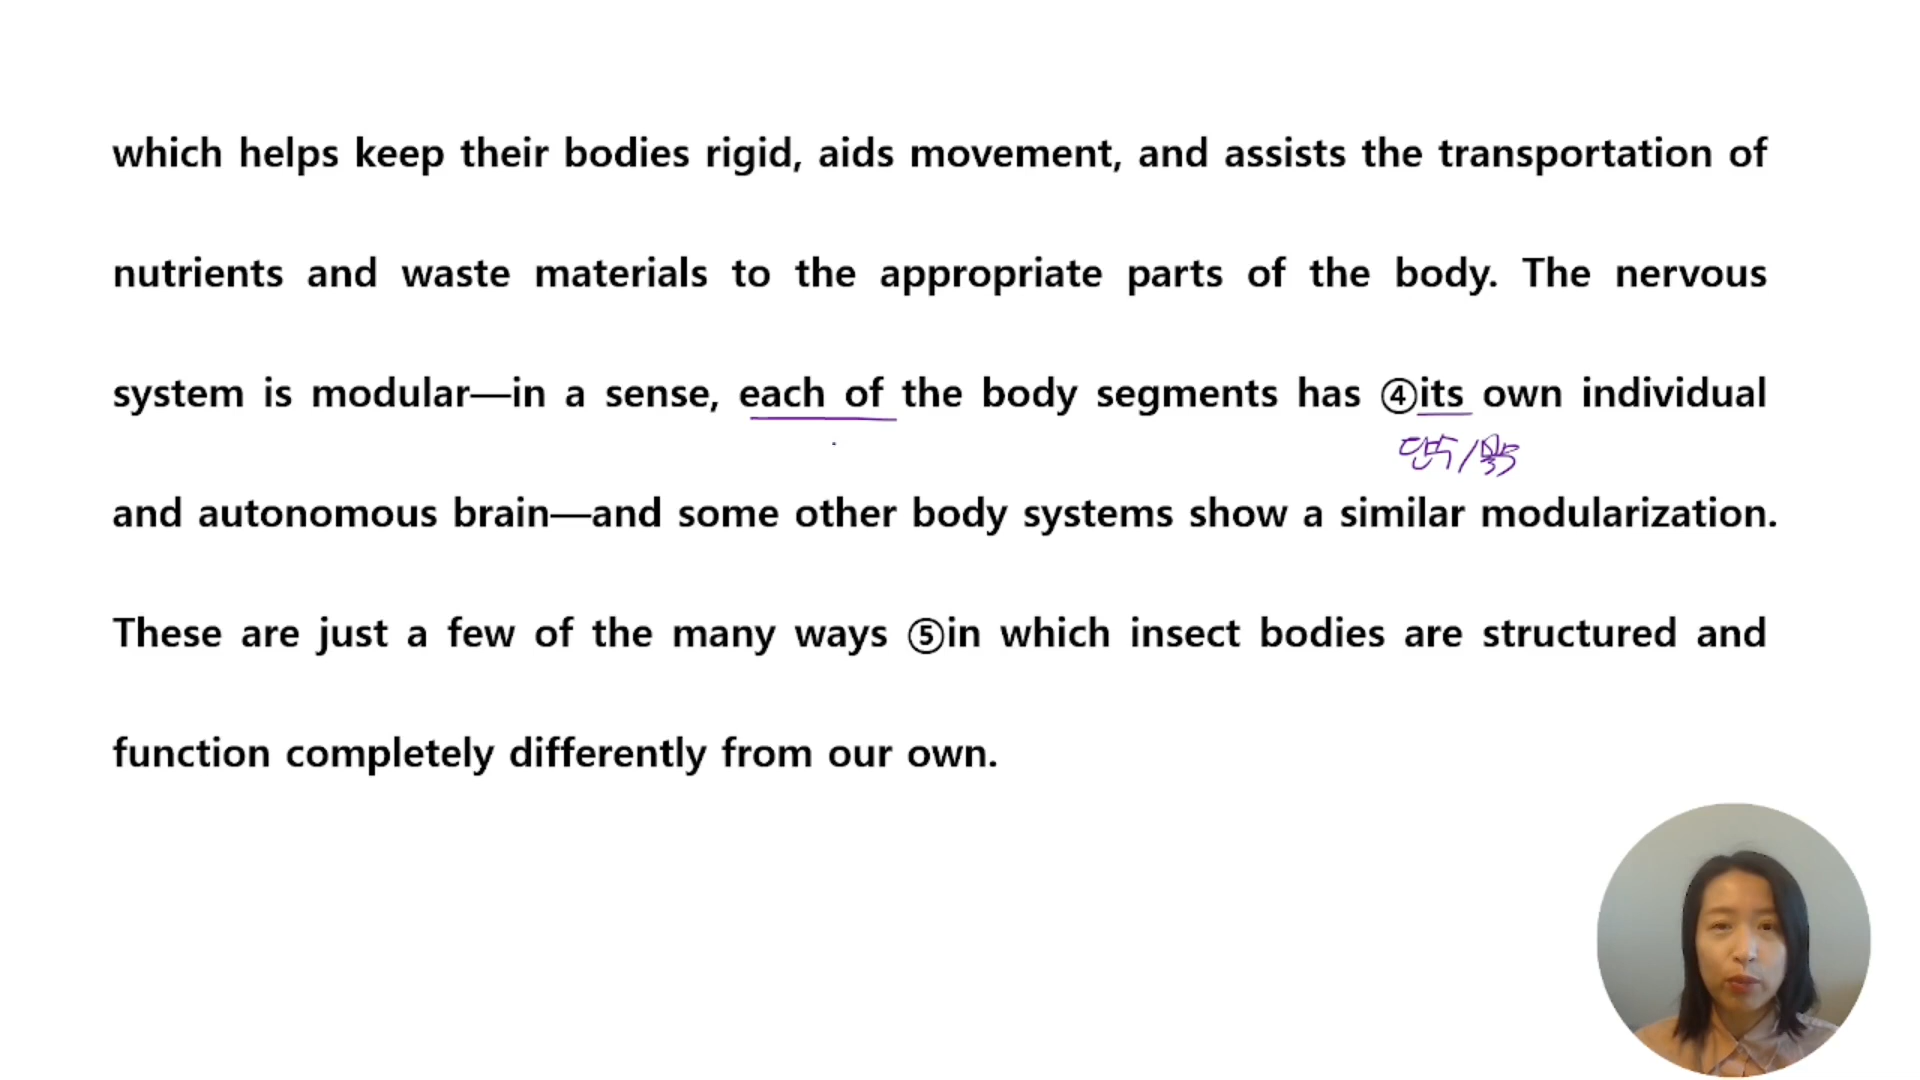 which helps keep their bodies rigid, aids movement, and assists the transportation of
nutrients and waste materials to the appropriate parts of the body. The nervous
system is modular—in a sense, each of the body segments has ④its own individual
단수/복수
and autonomous brain—and some other body systems show a similar modularization.
These are just a few of the many ways ⑤in which insect bodies are structured and
function completely differently from our own.